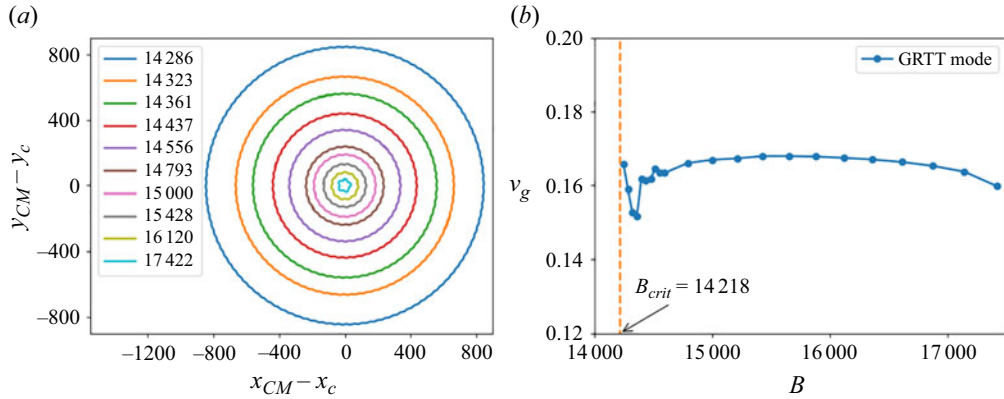 (a)
800
400
0
−400
−800
y_CM − y_c
14 286
14 323
14 361
14 437
14 556
14 793
15 000
15 428
16 120
17 422
−1200 −800 −400 0 400 800
x_CM − x_c
(b)
0.20
0.18
0.16
0.14
0.12
v_g
GRTT mode
B_crit = 14 218
14 000 15 000 16 000 17 000
B